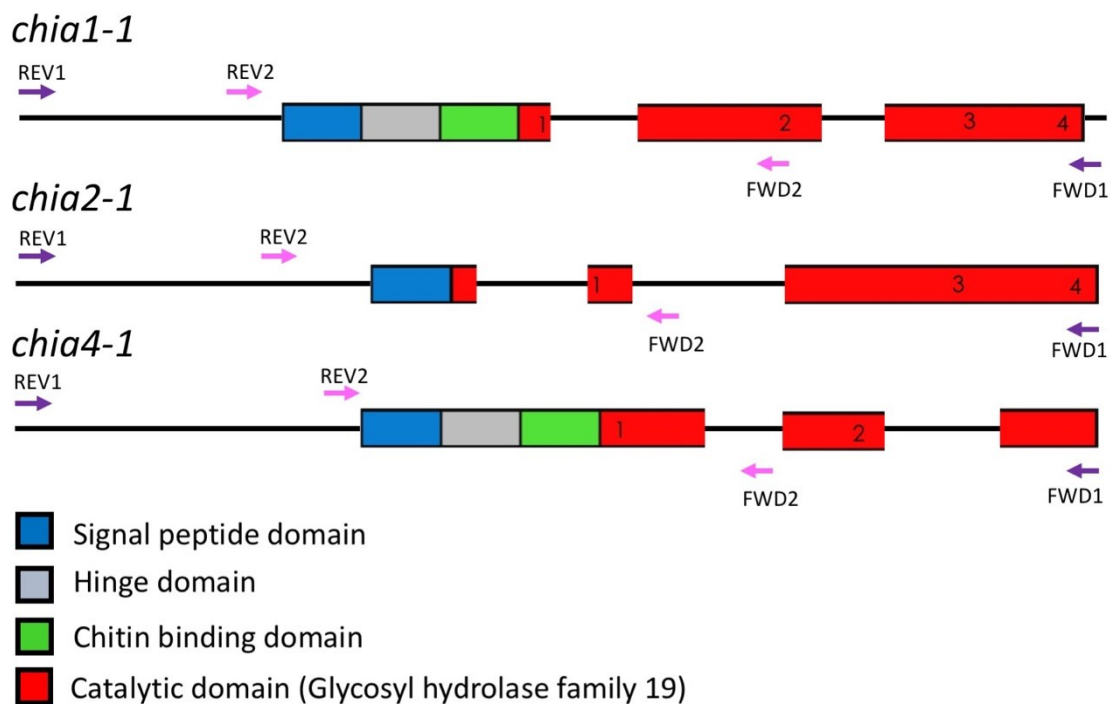 chia1-1
REV1
REV2
1
2
3
4
FWD2
FWD1
chia2-1
REV1
REV2
1
3
4
FWD2
FWD1
chia4-1
REV1
REV2
1
2
FWD2
FWD1
Signal peptide domain
Hinge domain
Chitin binding domain
Catalytic domain (Glycosyl hydrolase family 19)